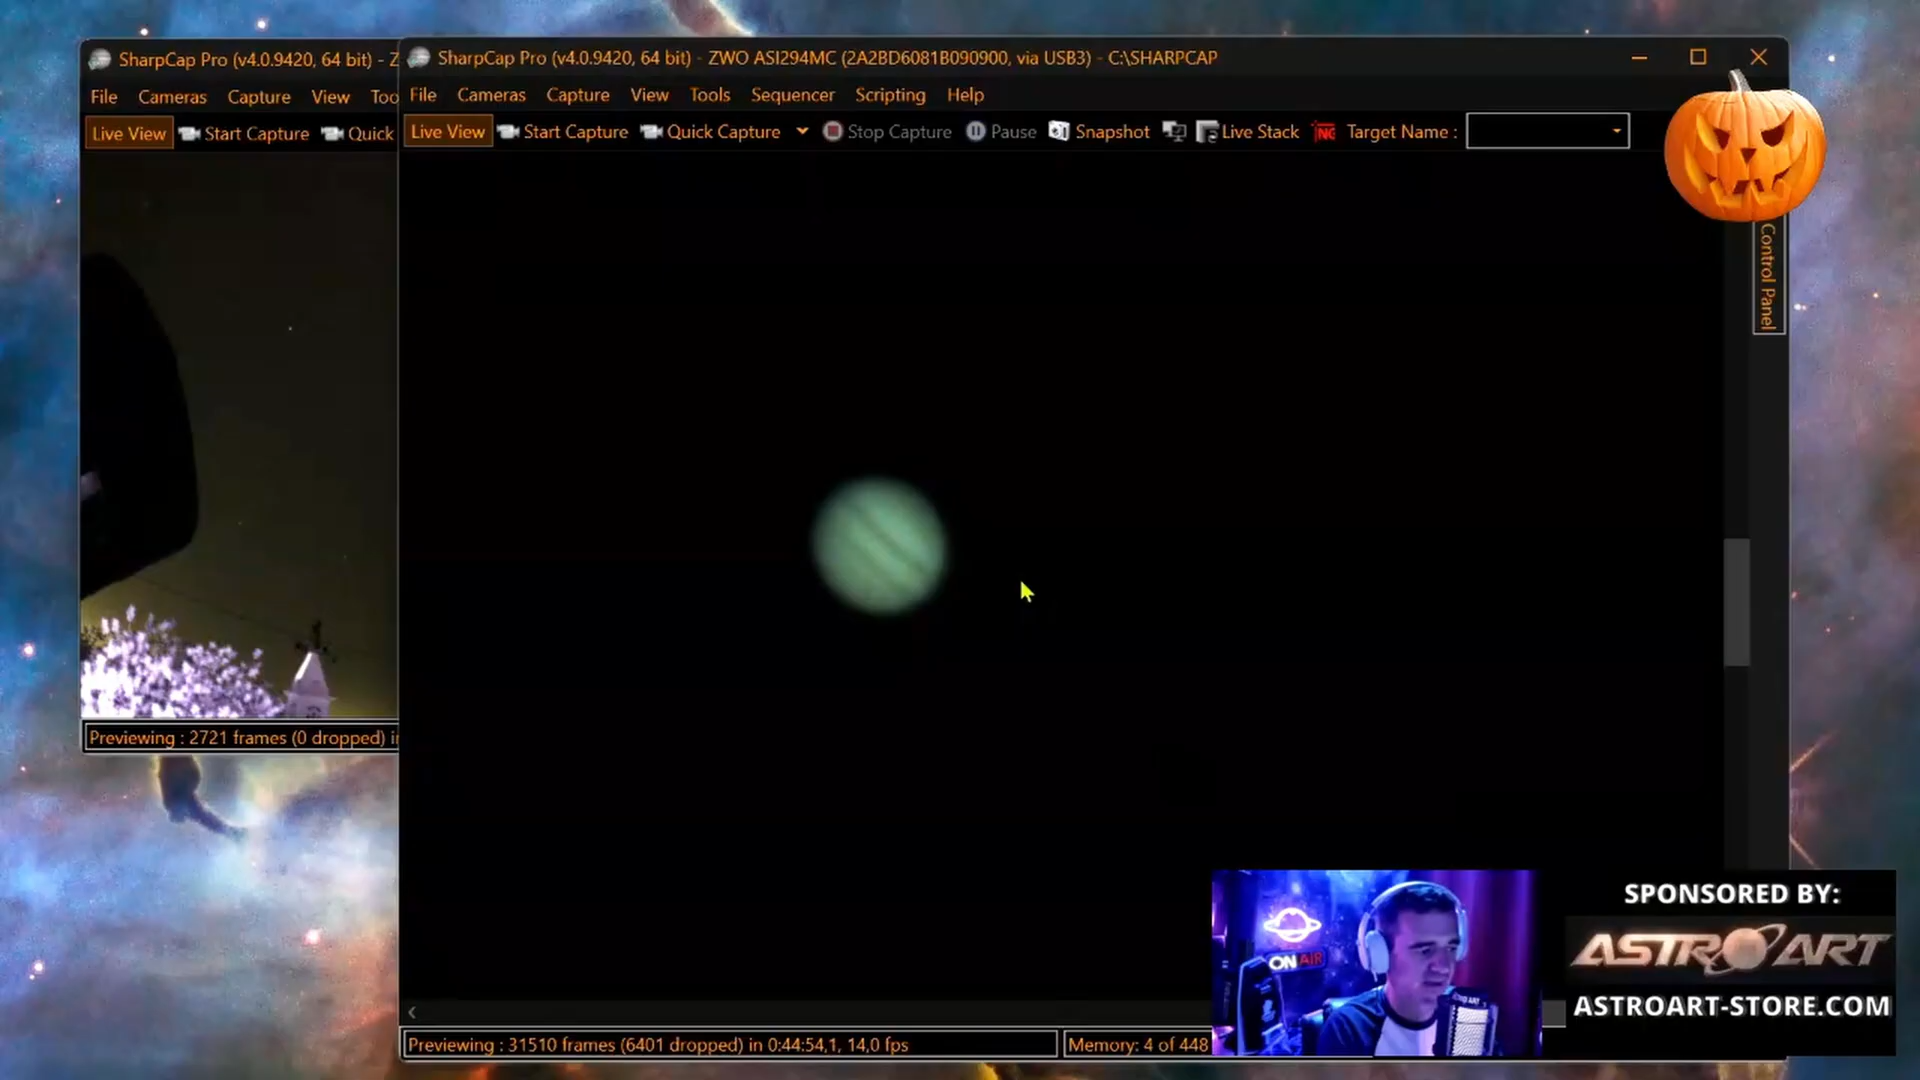 SharpCap Pro (v4.0.9420, 64 bit) - Z
File Cameras Capture View Too
Live View Start Capture Quick
Previewing : 2721 frames (0 dropped) i
SharpCap Pro (v4.0.9420, 64 bit) - ZWO ASI294MC (2A2BD6081B090900, via USB3) - C:\SHARPCAP
File Cameras Capture View Tools Sequencer Scripting Help
Live View Start Capture Quick Capture Stop Capture Pause Snapshot Live Stack Target Name :
Control Panel
Previewing : 31510 frames (6401 dropped) in 0:44:54,1, 14,0 fps
Memory: 4 of 448
ON AIR
SPONSORED BY:
ASTRO ART
ASTROART-STORE.COM